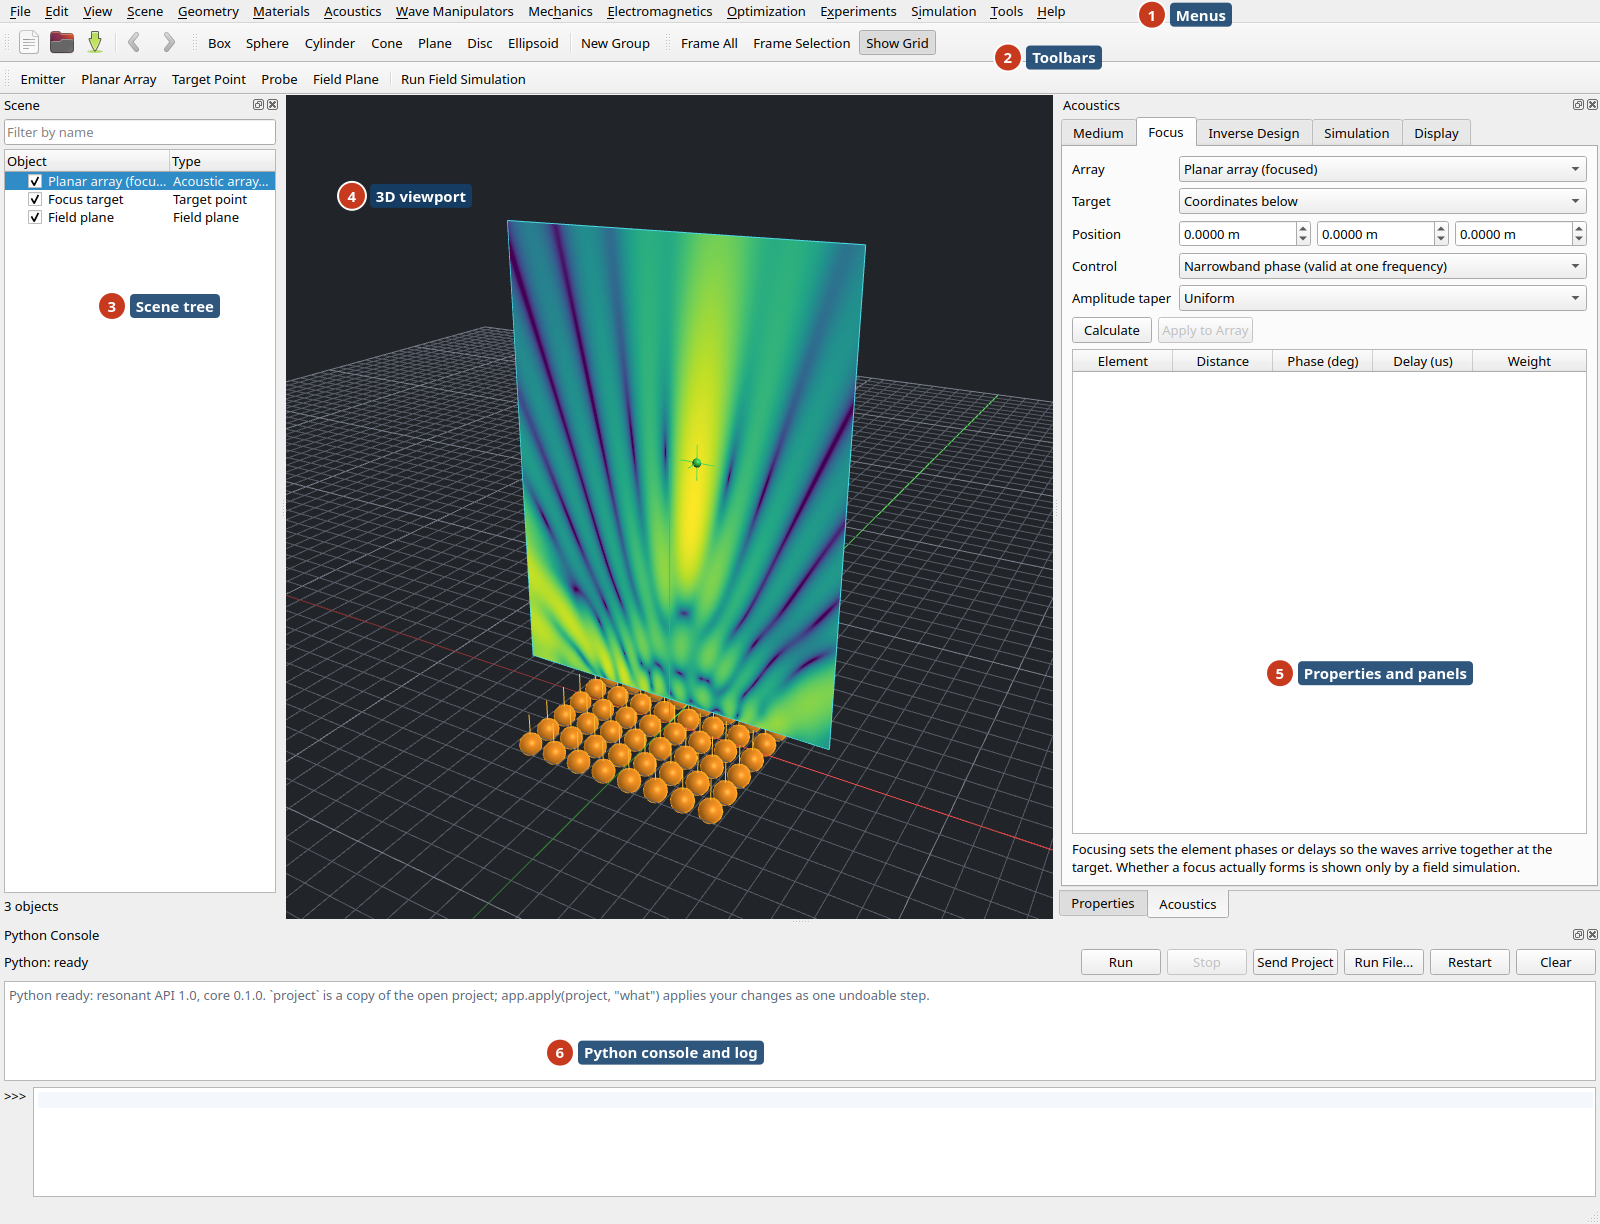 File Edit View Scene Geometry Materials Acoustics Wave Manipulators Mechanics Electromagnetics Optimization Experiments Simulation Tools Help
1 Menus
Box Sphere Cylinder Cone Plane Disc Ellipsoid New Group Frame All Frame Selection Show Grid
2 Toolbars
Emitter Planar Array Target Point Probe Field Plane Run Field Simulation
Scene
Filter by name
Object Type
Planar array (focu... Acoustic array...
Focus target Target point
Field plane Field plane
3 Scene tree
3 objects
4 3D viewport
Acoustics
Medium Focus Inverse Design Simulation Display
Array Planar array (focused)
Target Coordinates below
Position 0.0000 m 0.0000 m 0.0000 m
Control Narrowband phase (valid at one frequency)
Amplitude taper Uniform
Calculate Apply to Array
Element Distance Phase (deg) Delay (us) Weight
5 Properties and panels
Focusing sets the element phases or delays so the waves arrive together at the
target. Whether a focus actually forms is shown only by a field simulation.
Properties Acoustics
Python Console
Python: ready
Run Stop Send Project Run File... Restart Clear
Python ready: resonant API 1.0, core 0.1.0. `project` is a copy of the open project; app.apply(project, "what") applies your changes as one undoable step.
6 Python console and log
>>>